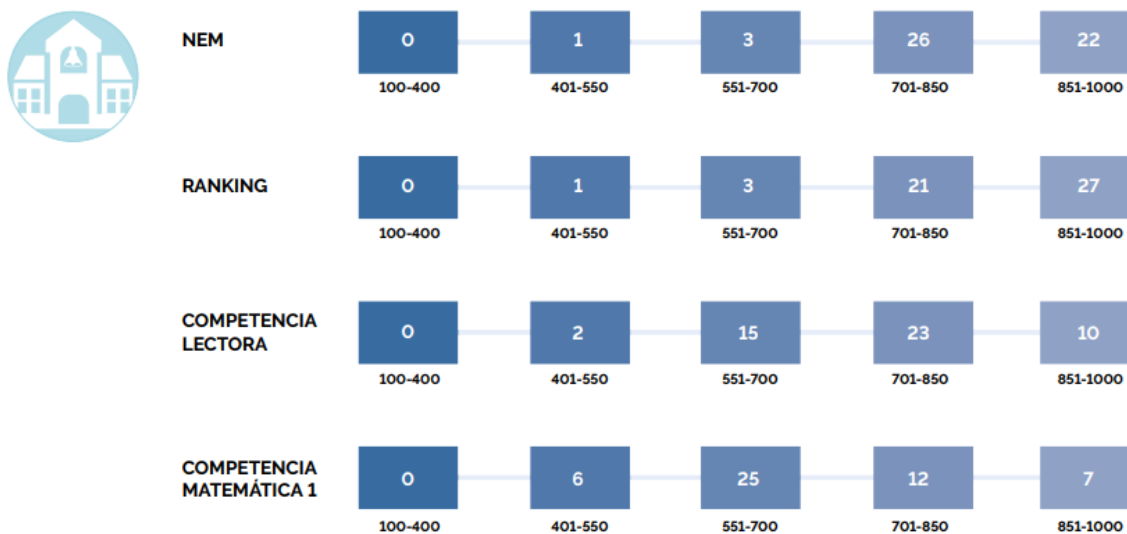 NEM
0 1 3 26 22
100-400 401-550 551-700 701-850 851-1000
RANKING
0 1 3 21 27
100-400 401-550 551-700 701-850 851-1000
COMPETENCIA
LECTORA
0 2 15 23 10
100-400 401-550 551-700 701-850 851-1000
COMPETENCIA
MATEMÁTICA 1
0 6 25 12 7
100-400 401-550 551-700 701-850 851-1000